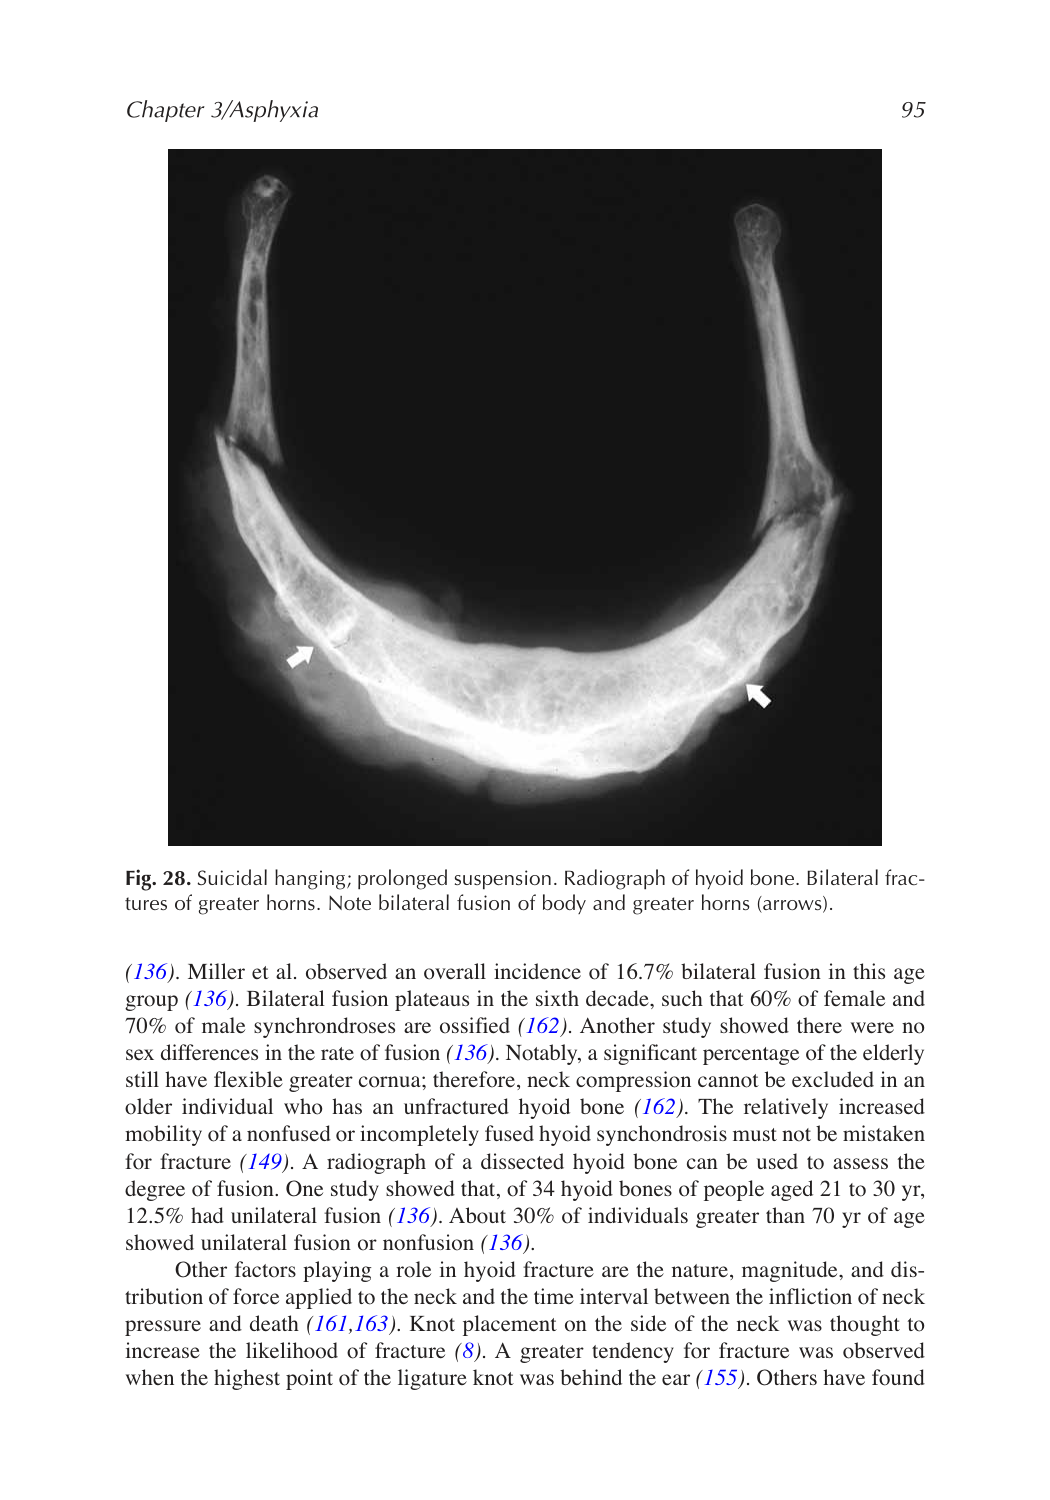 Chapter 3/Asphyxia 95
Fig. 28. Suicidal hanging; prolonged suspension. Radiograph of hyoid bone. Bilateral frac-
tures of greater horns. Note bilateral fusion of body and greater horns (arrows).
(136). Miller et al. observed an overall incidence of 16.7% bilateral fusion in this age
group (136). Bilateral fusion plateaus in the sixth decade, such that 60% of female and
70% of male synchrondroses are ossified (162). Another study showed there were no
sex differences in the rate of fusion (136). Notably, a significant percentage of the elderly
still have flexible greater cornua; therefore, neck compression cannot be excluded in an
older individual who has an unfractured hyoid bone (162). The relatively increased
mobility of a nonfused or incompletely fused hyoid synchondrosis must not be mistaken
for fracture (149). A radiograph of a dissected hyoid bone can be used to assess the
degree of fusion. One study showed that, of 34 hyoid bones of people aged 21 to 30 yr,
12.5% had unilateral fusion (136). About 30% of individuals greater than 70 yr of age
showed unilateral fusion or nonfusion (136).
Other factors playing a role in hyoid fracture are the nature, magnitude, and dis-
tribution of force applied to the neck and the time interval between the infliction of neck
pressure and death (161,163). Knot placement on the side of the neck was thought to
increase the likelihood of fracture (8). A greater tendency for fracture was observed
when the highest point of the ligature knot was behind the ear (155). Others have found